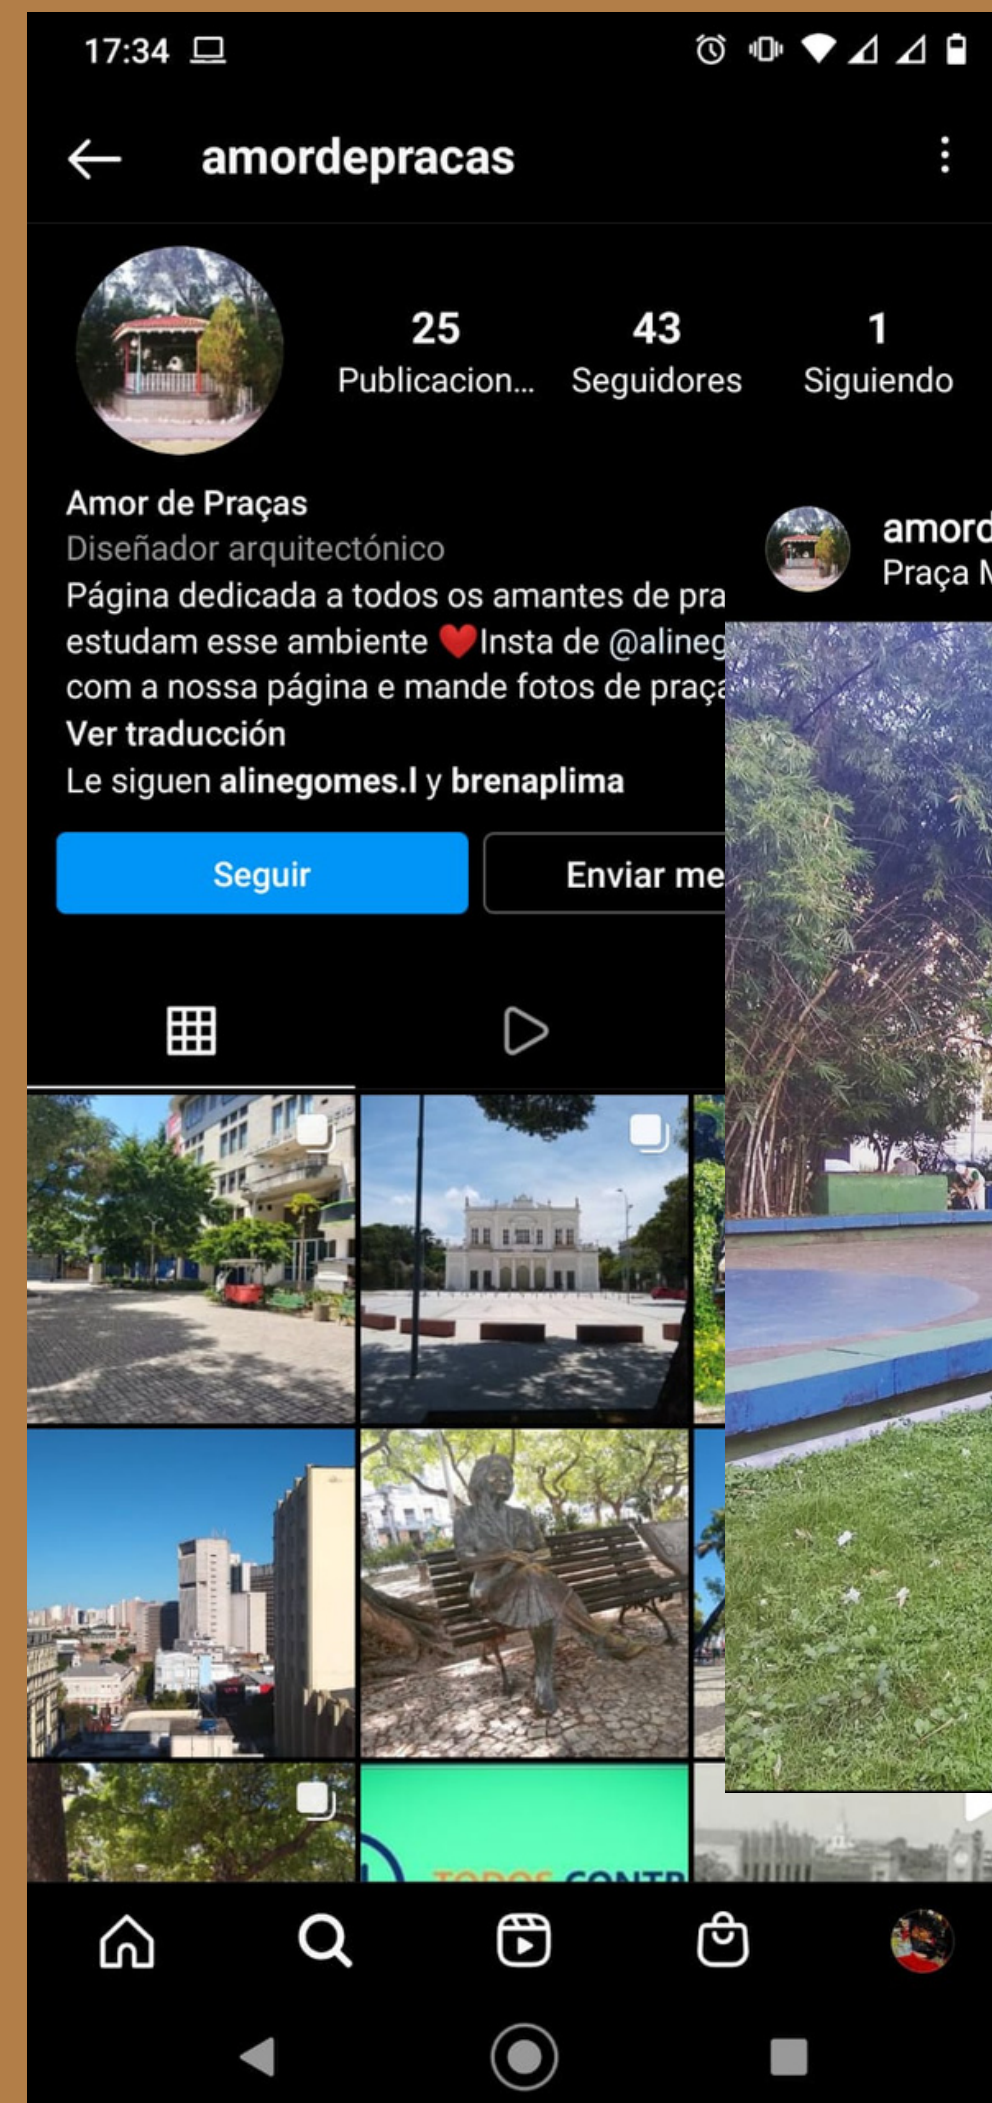 17:34
amordepracas
25
43
1
Publicacion...
Seguidores
Siguiendo
Amor de Praças
Diseñador arquitectónico
Página dedicada a todos os amantes de pra
estudam esse ambiente ❤️Insta de @alineg
com a nossa página e mande fotos de praça
Ver traducción
Le siguen alinegomes.l y brenaplima
amord
Praça M
Seguir
Enviar me
TODOS CONTR